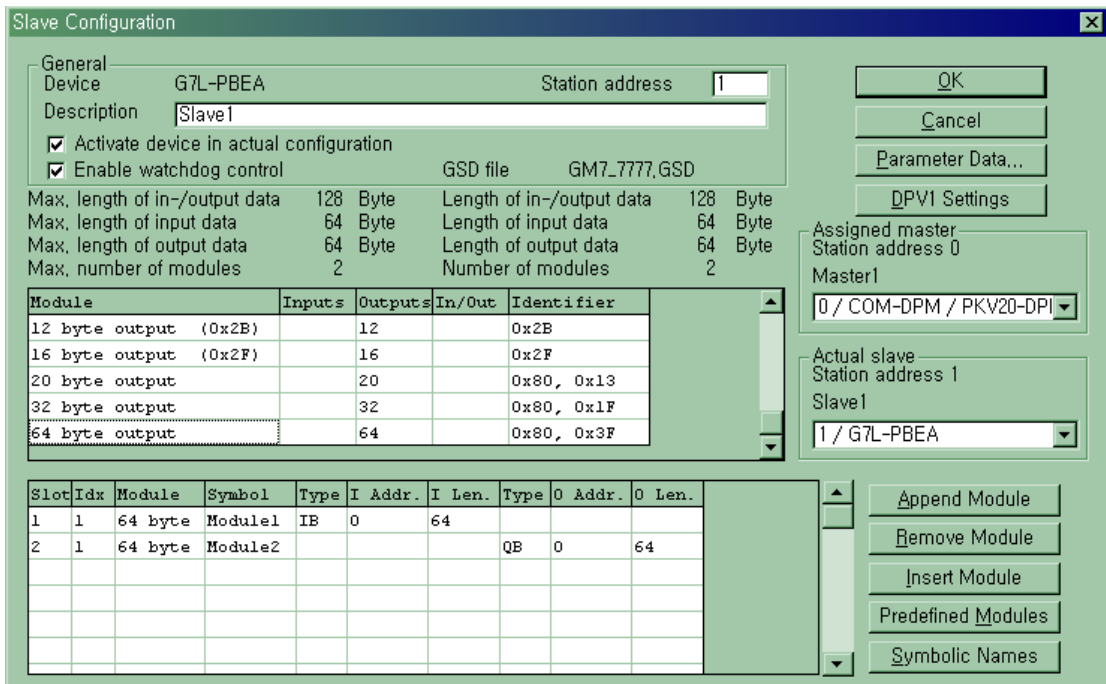 Slave Configuration
General
Device G7L-PBEA Station address 1
Description Slave1
Activate device in actual configuration
Enable watchdog control GSD file GM7_7777.GSD
Max. length of in-/output data 128 Byte Length of in-/output data 128 Byte
Max. length of input data 64 Byte Length of input data 64 Byte
Max. length of output data 64 Byte Length of output data 64 Byte
Max. number of modules 2 Number of modules 2
OK
Cancel
Parameter Data...
DPV1 Settings
Assigned master
Station address 0
Master1
0 / COM-DPM / PKV20-DPI
Module Inputs Outputs In/Out Identifier
12 byte output (0x2B) 12 0x2B
16 byte output (0x2F) 16 0x2F
20 byte output 20 0x80, 0x13
32 byte output 32 0x80, 0x1F
64 byte output 64 0x80, 0x3F
Actual slave
Station address 1
Slave1
1 / G7L-PBEA
Slot Idx Module Symbol Type I Addr. I Len. Type O Addr. O Len.
1 1 64 byte Module1 IB 0 64
2 1 64 byte Module2 QB 0 64
Append Module
Remove Module
Insert Module
Predefined Modules
Symbolic Names